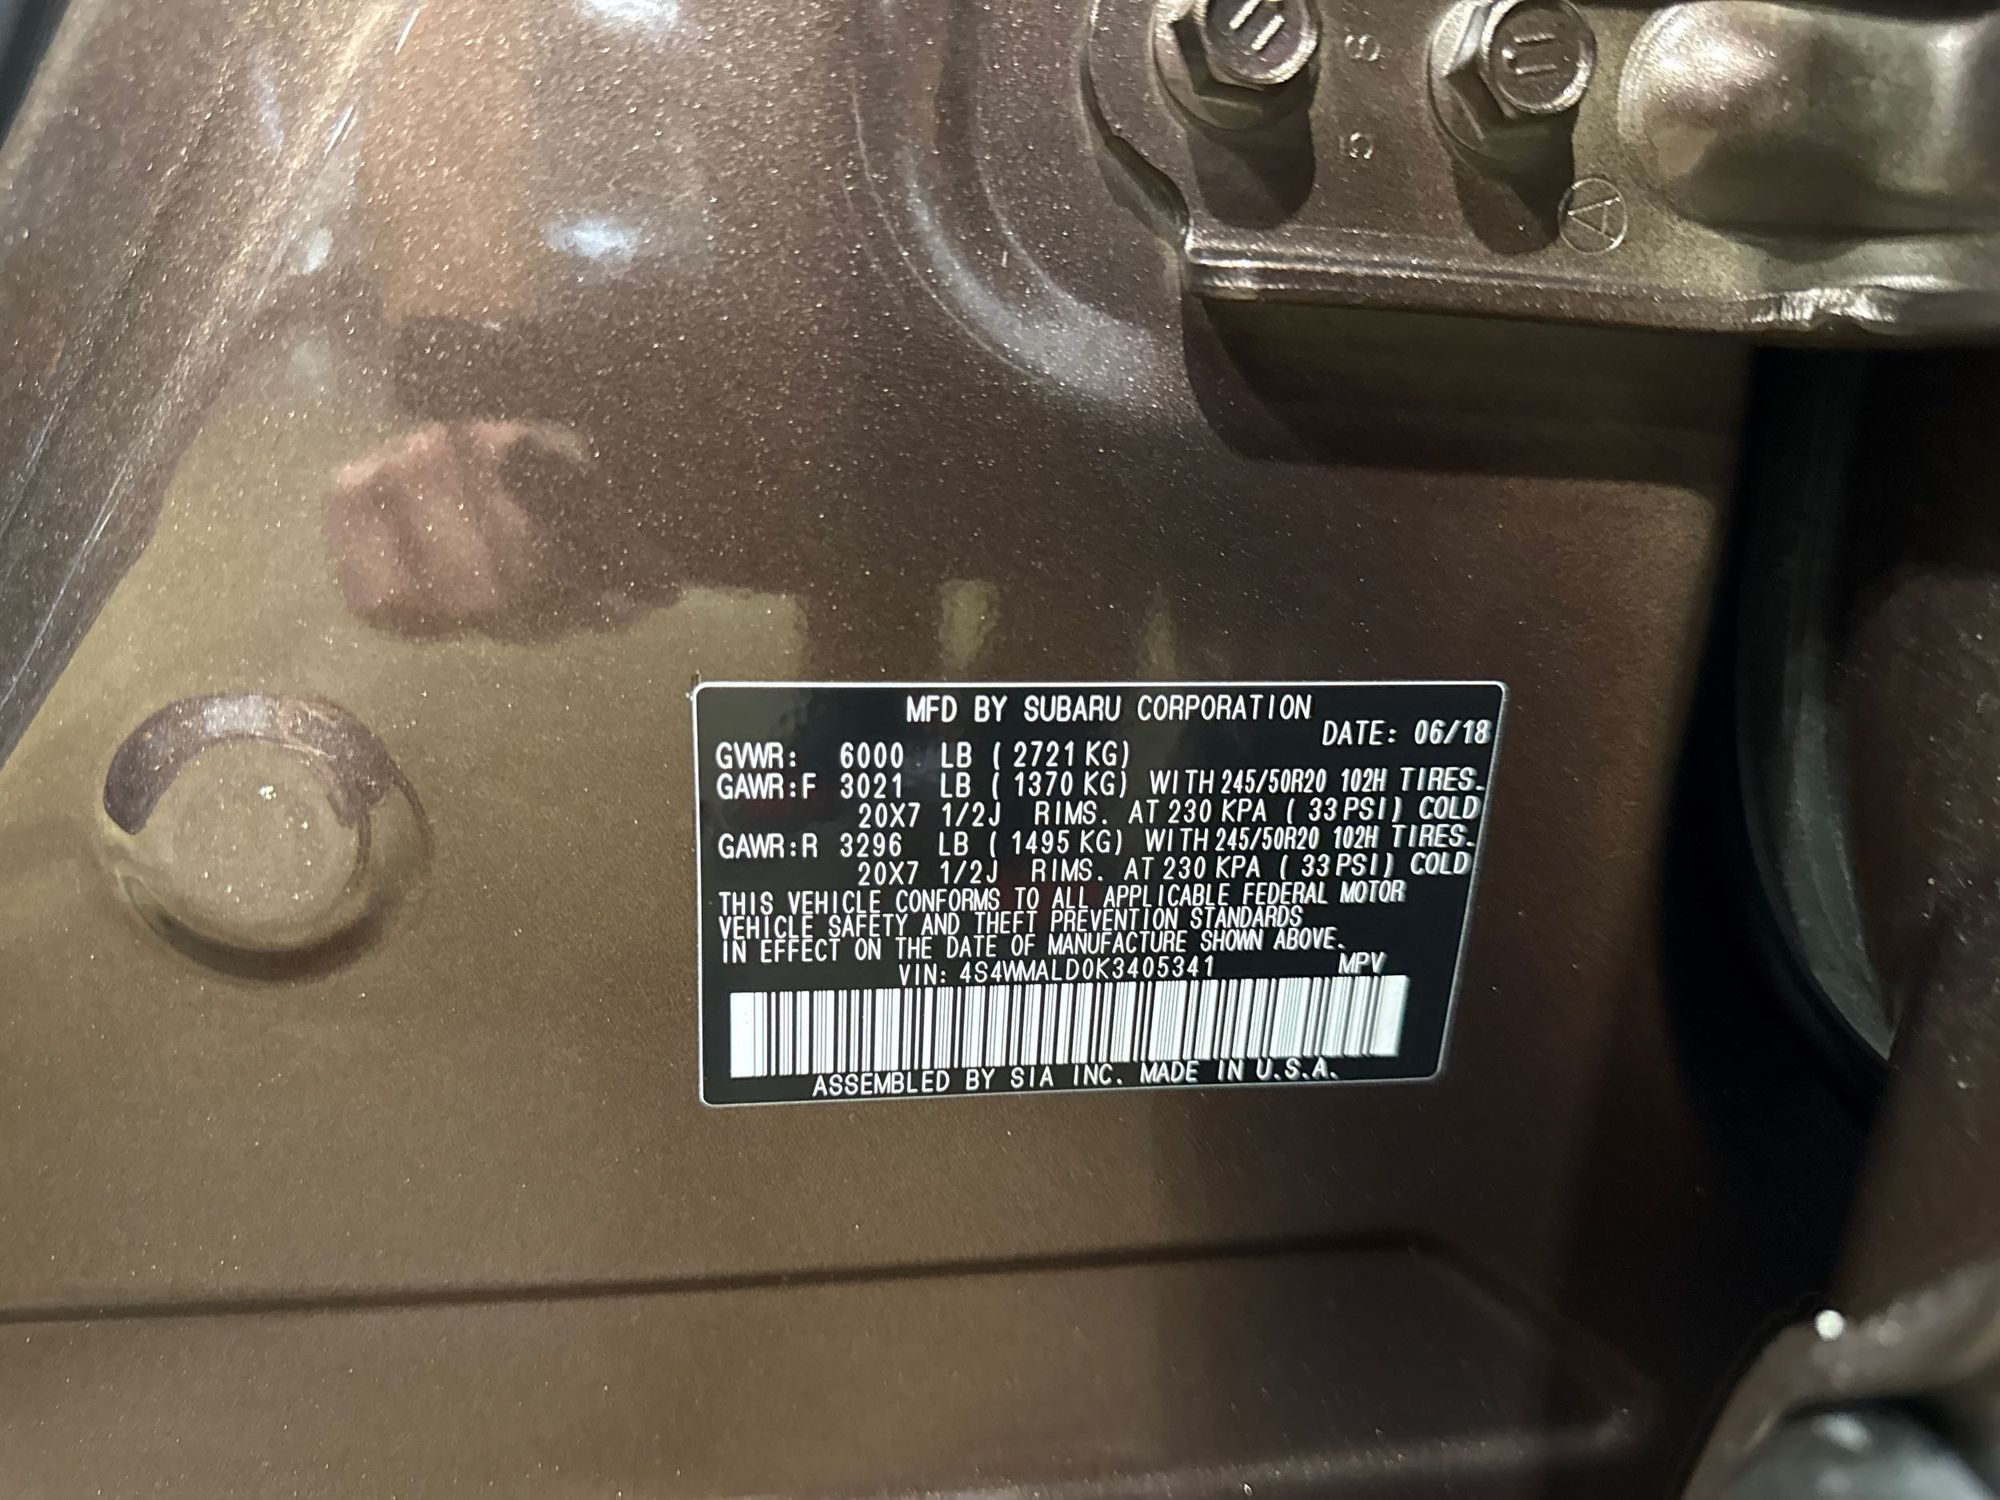 MFD BY SUBARU CORPORATION
DATE: 06/18
GVWR: 6000 LB ( 2721 KG)
GAWR:F 3021 LB ( 1370 KG) WITH 245/50R20 102H TIRES.
20X7 1/2J RIMS. AT 230 KPA ( 33 PSI) COLD
GAWR:R 3296 LB ( 1495 KG) WITH 245/50R20 102H TIRES.
20X7 1/2J RIMS. AT 230 KPA ( 33 PSI) COLD
THIS VEHICLE CONFORMS TO ALL APPLICABLE FEDERAL MOTOR
VEHICLE SAFETY AND THEFT PREVENTION STANDARDS
IN EFFECT ON THE DATE OF MANUFACTURE SHOWN ABOVE.
VIN: 4S4WMALD0K3405341 MPV
ASSEMBLED BY SIA INC. MADE IN U.S.A.